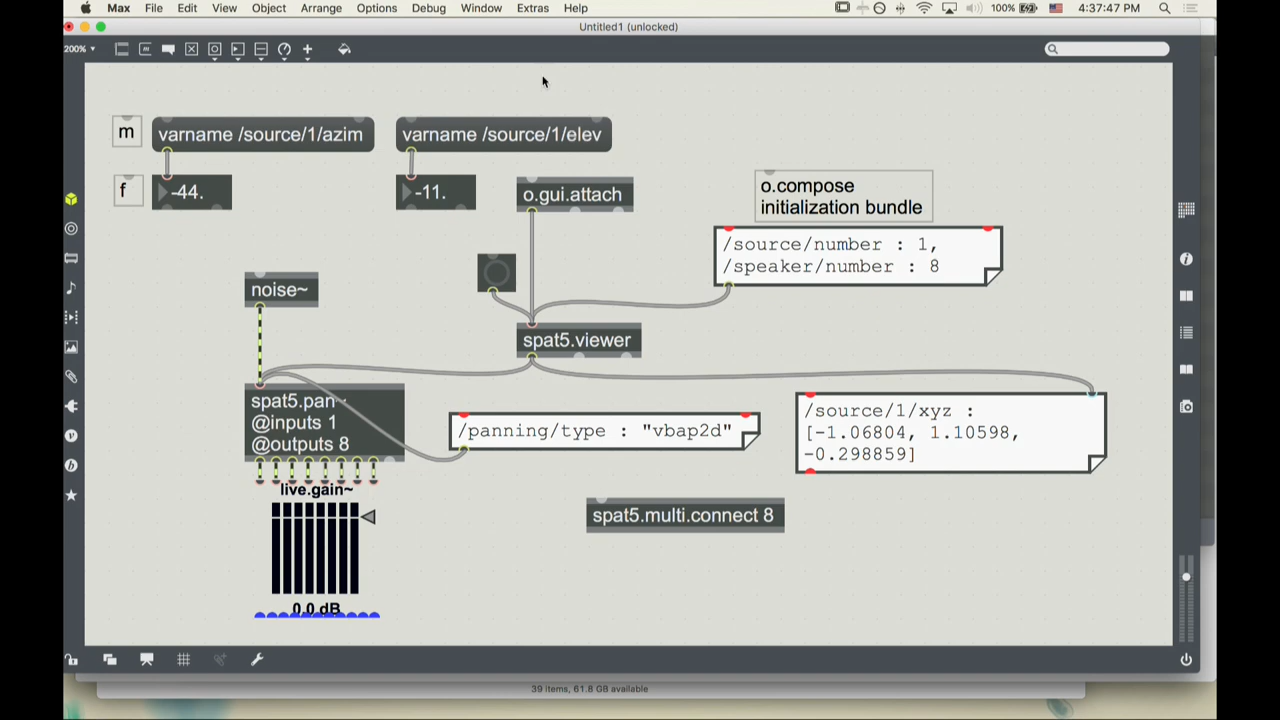 Max File Edit View Object Arrange Options Debug Window Extras Help 100% 4:37:47 PM
Untitled1 (unlocked)
200%
m varname /source/1/azim varname /source/1/elev
f -44. -11. o.gui.attach
o.compose
initialization bundle
/source/number : 1,
/speaker/number : 8
noise~
spat5.viewer
spat5.pan~
@inputs 1
@outputs 8
/panning/type : "vbap2d"
/source/1/xyz :
[-1.06804, 1.10598,
-0.298859]
live.gain~
spat5.multi.connect 8
0.0 dB
39 items, 61.8 GB available